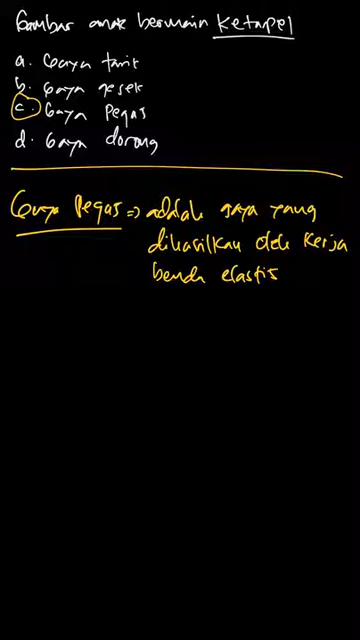 Gambar anak bermain Ketapel
a. Gaya tarik
b. Gaya gesek
c. Gaya Pegas
d. Gaya dorong
Gaya Pegas => adalah gaya yang
dihasilkan oleh kerja
benda elastis